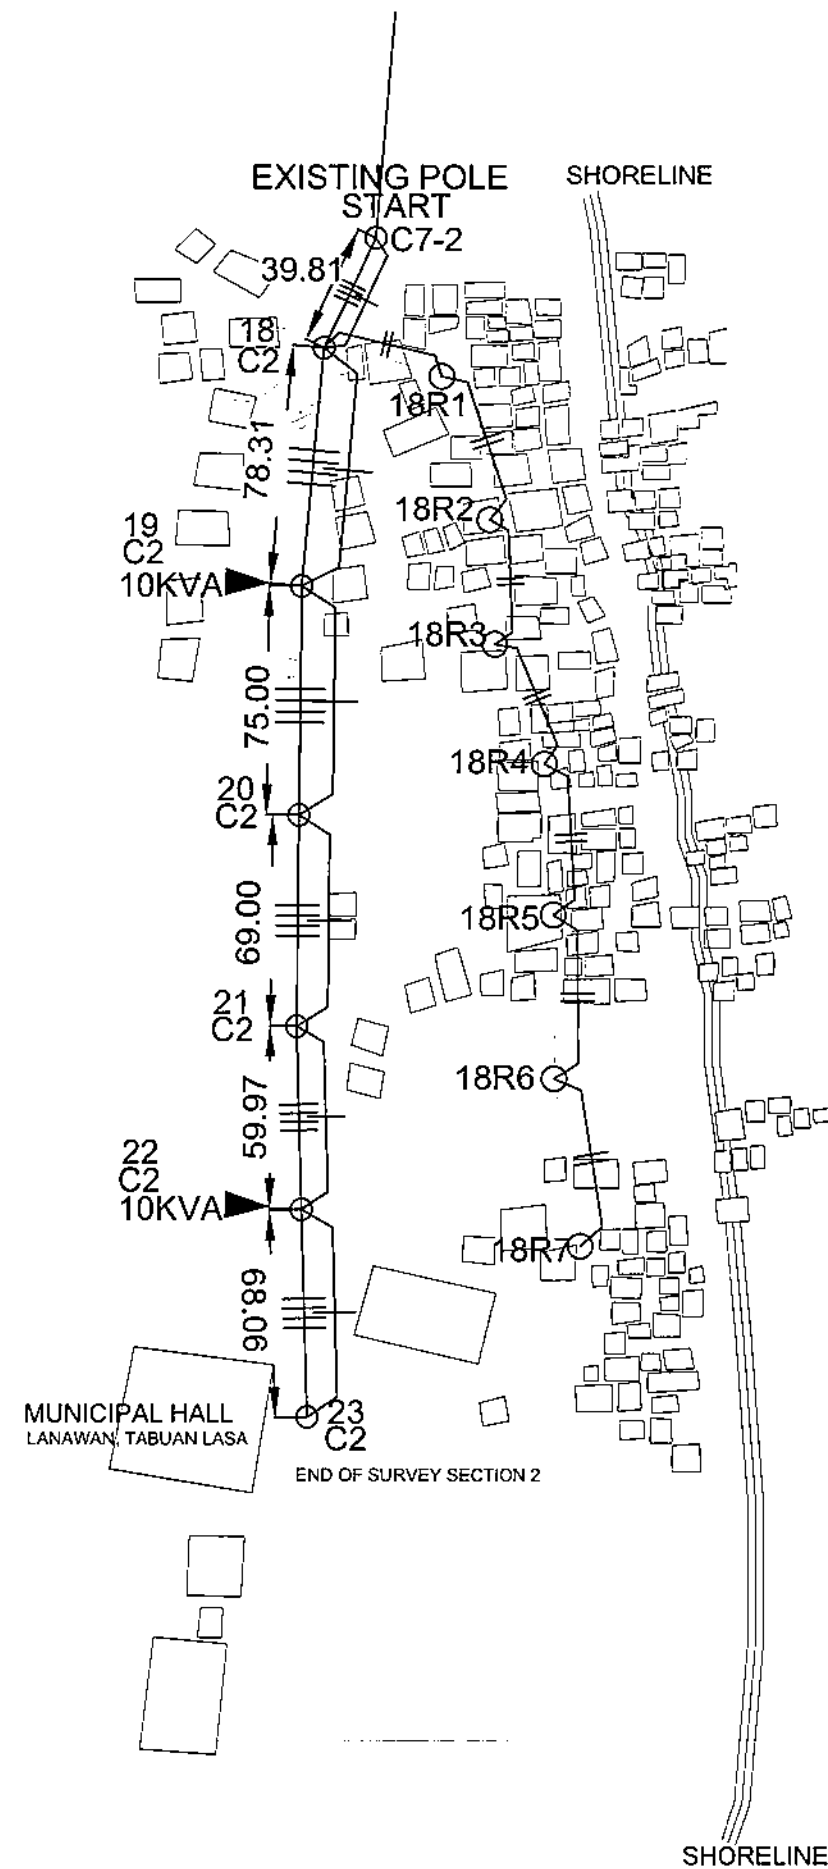 EXISTING POLE
START
SHORELINE
C7-2
39.81
18
C2
18R1
78.31
18R2
19
C2
10KVA
18R3
75.00
18R4
20
C2
69.00
18R5
21
C2
18R6
59.97
22
C2
10KVA
18R7
68.06
MUNICIPAL HALL
LANAWAN, TABUAN LASA
23
C2
END OF SURVEY SECTION 2
SHORELINE